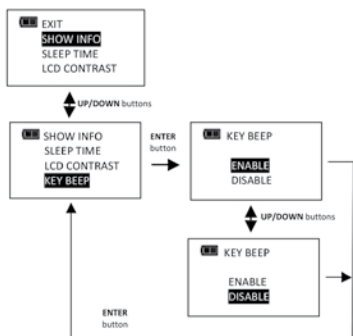 EXIT
SHOW INFO
SLEEP TIME
LCD CONTRAST
UP/DOWN buttons
SHOW INFO
SLEEP TIME
LCD CONTRAST
KEY BEEP
ENTER
button
KEY BEEP
ENABLE
DISABLE
UP/DOWN buttons
KEY BEEP
ENABLE
DISABLE
ENTER
button